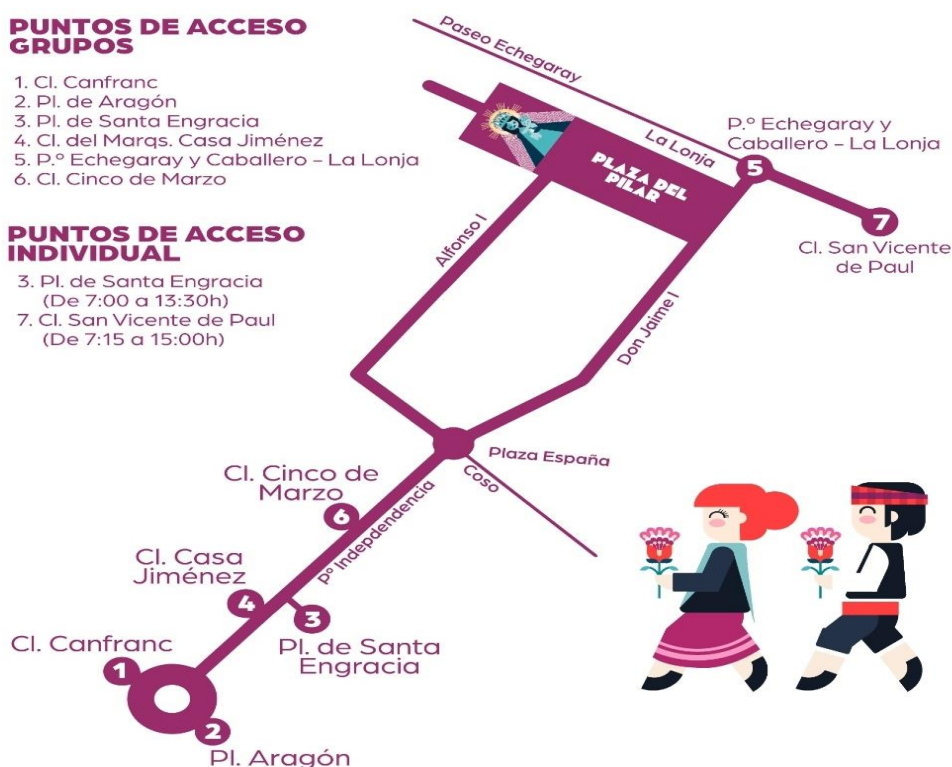 PUNTOS DE ACCESO
GRUPOS
1. Cl. Canfranc
2. Pl. de Aragón
3. Pl. de Santa Engracia
4. Cl. del Marqs. Casa Jiménez
5. P.º Echegaray y Caballero - La Lonja
6. Cl. Cinco de Marzo
PUNTOS DE ACCESO
INDIVIDUAL
3. Pl. de Santa Engracia
(De 7:00 a 13:30h)
7. Cl. San Vicente de Paul
(De 7:15 a 15:00h)
Paseo Echegaray
La Lonja
PLAZA DEL
PILAR
P.º Echegaray y
Caballero - La Lonja
5
7
Cl. San Vicente
de Paul
Alfonso I
Don Jaime I
Plaza España
Coso
Pº Indepdendencia
Cl. Cinco de
Marzo
6
Cl. Casa
Jiménez
4
3
Pl. de Santa
Engracia
Cl. Canfranc
1
2
Pl. Aragón